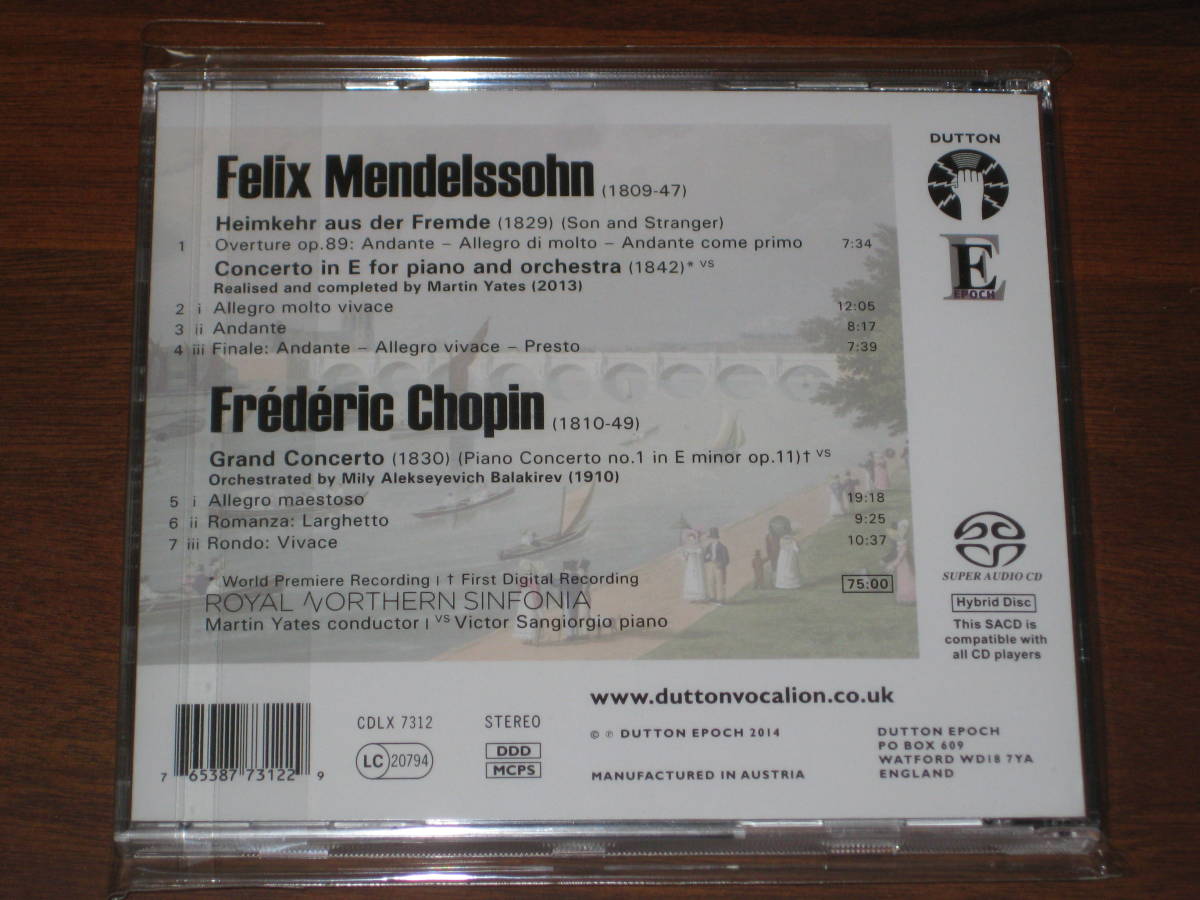 DUTTON
E
EPOCH
Felix Mendelssohn (1809-47)
Heimkehr aus der Fremde (1829) (Son and Stranger)
1 Overture op.89: Andante – Allegro di molto – Andante come primo 7:34
Concerto in E for piano and orchestra (1842)* VS
Realised and completed by Martin Yates (2013)
2 i Allegro molto vivace 12:05
3 ii Andante 8:17
4 iii Finale: Andante – Allegro vivace – Presto 7:39
Frédéric Chopin (1810-49)
Grand Concerto (1830) (Piano Concerto no.1 in E minor op.11)† VS
Orchestrated by Mily Alekseyevich Balakirev (1910)
5 i Allegro maestoso 19:18
6 ii Romanza: Larghetto 9:25
7 iii Rondo: Vivace 10:37
* World Premiere Recording | † First Digital Recording 75:00
ROYAL NORTHERN SINFONIA
Martin Yates conductor | VS Victor Sangiorgio piano
SUPER AUDIO CD
Hybrid Disc
This SACD is
compatible with
all CD players
www.duttonvocalion.co.uk
7 65387 73122 9
CDLX 7312
LC 20794
STEREO
DDD
MCPS
© ℗ DUTTON EPOCH 2014
MANUFACTURED IN AUSTRIA
DUTTON EPOCH
PO BOX 609
WATFORD WD18 7YA
ENGLAND